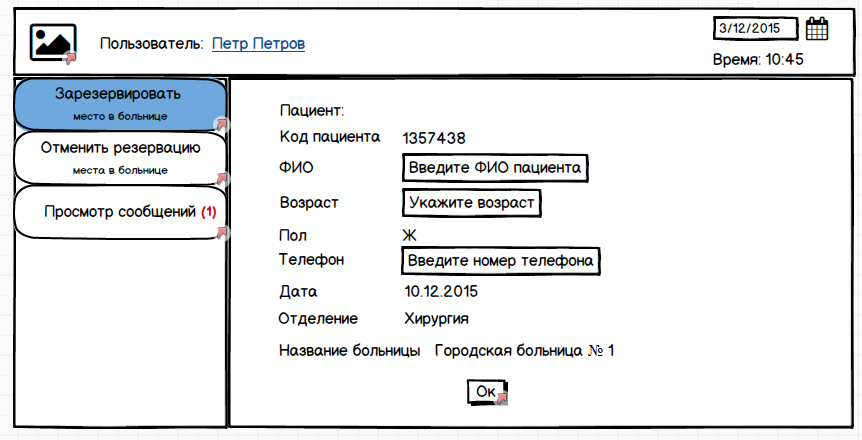 Пользователь: Петр Петров
3/12/2015
Время: 10:45
Зарезервировать
место в больнице
Отменить резервацию
места в больнице
Просмотр сообщений (1)
Пациент:
Код пациента 1357438
ФИО Введите ФИО пациента
Возраст Укажите возраст
Пол Ж
Телефон Введите номер телефона
Дата 10.12.2015
Отделение Хирургия
Название больницы Городская больница № 1
Ок